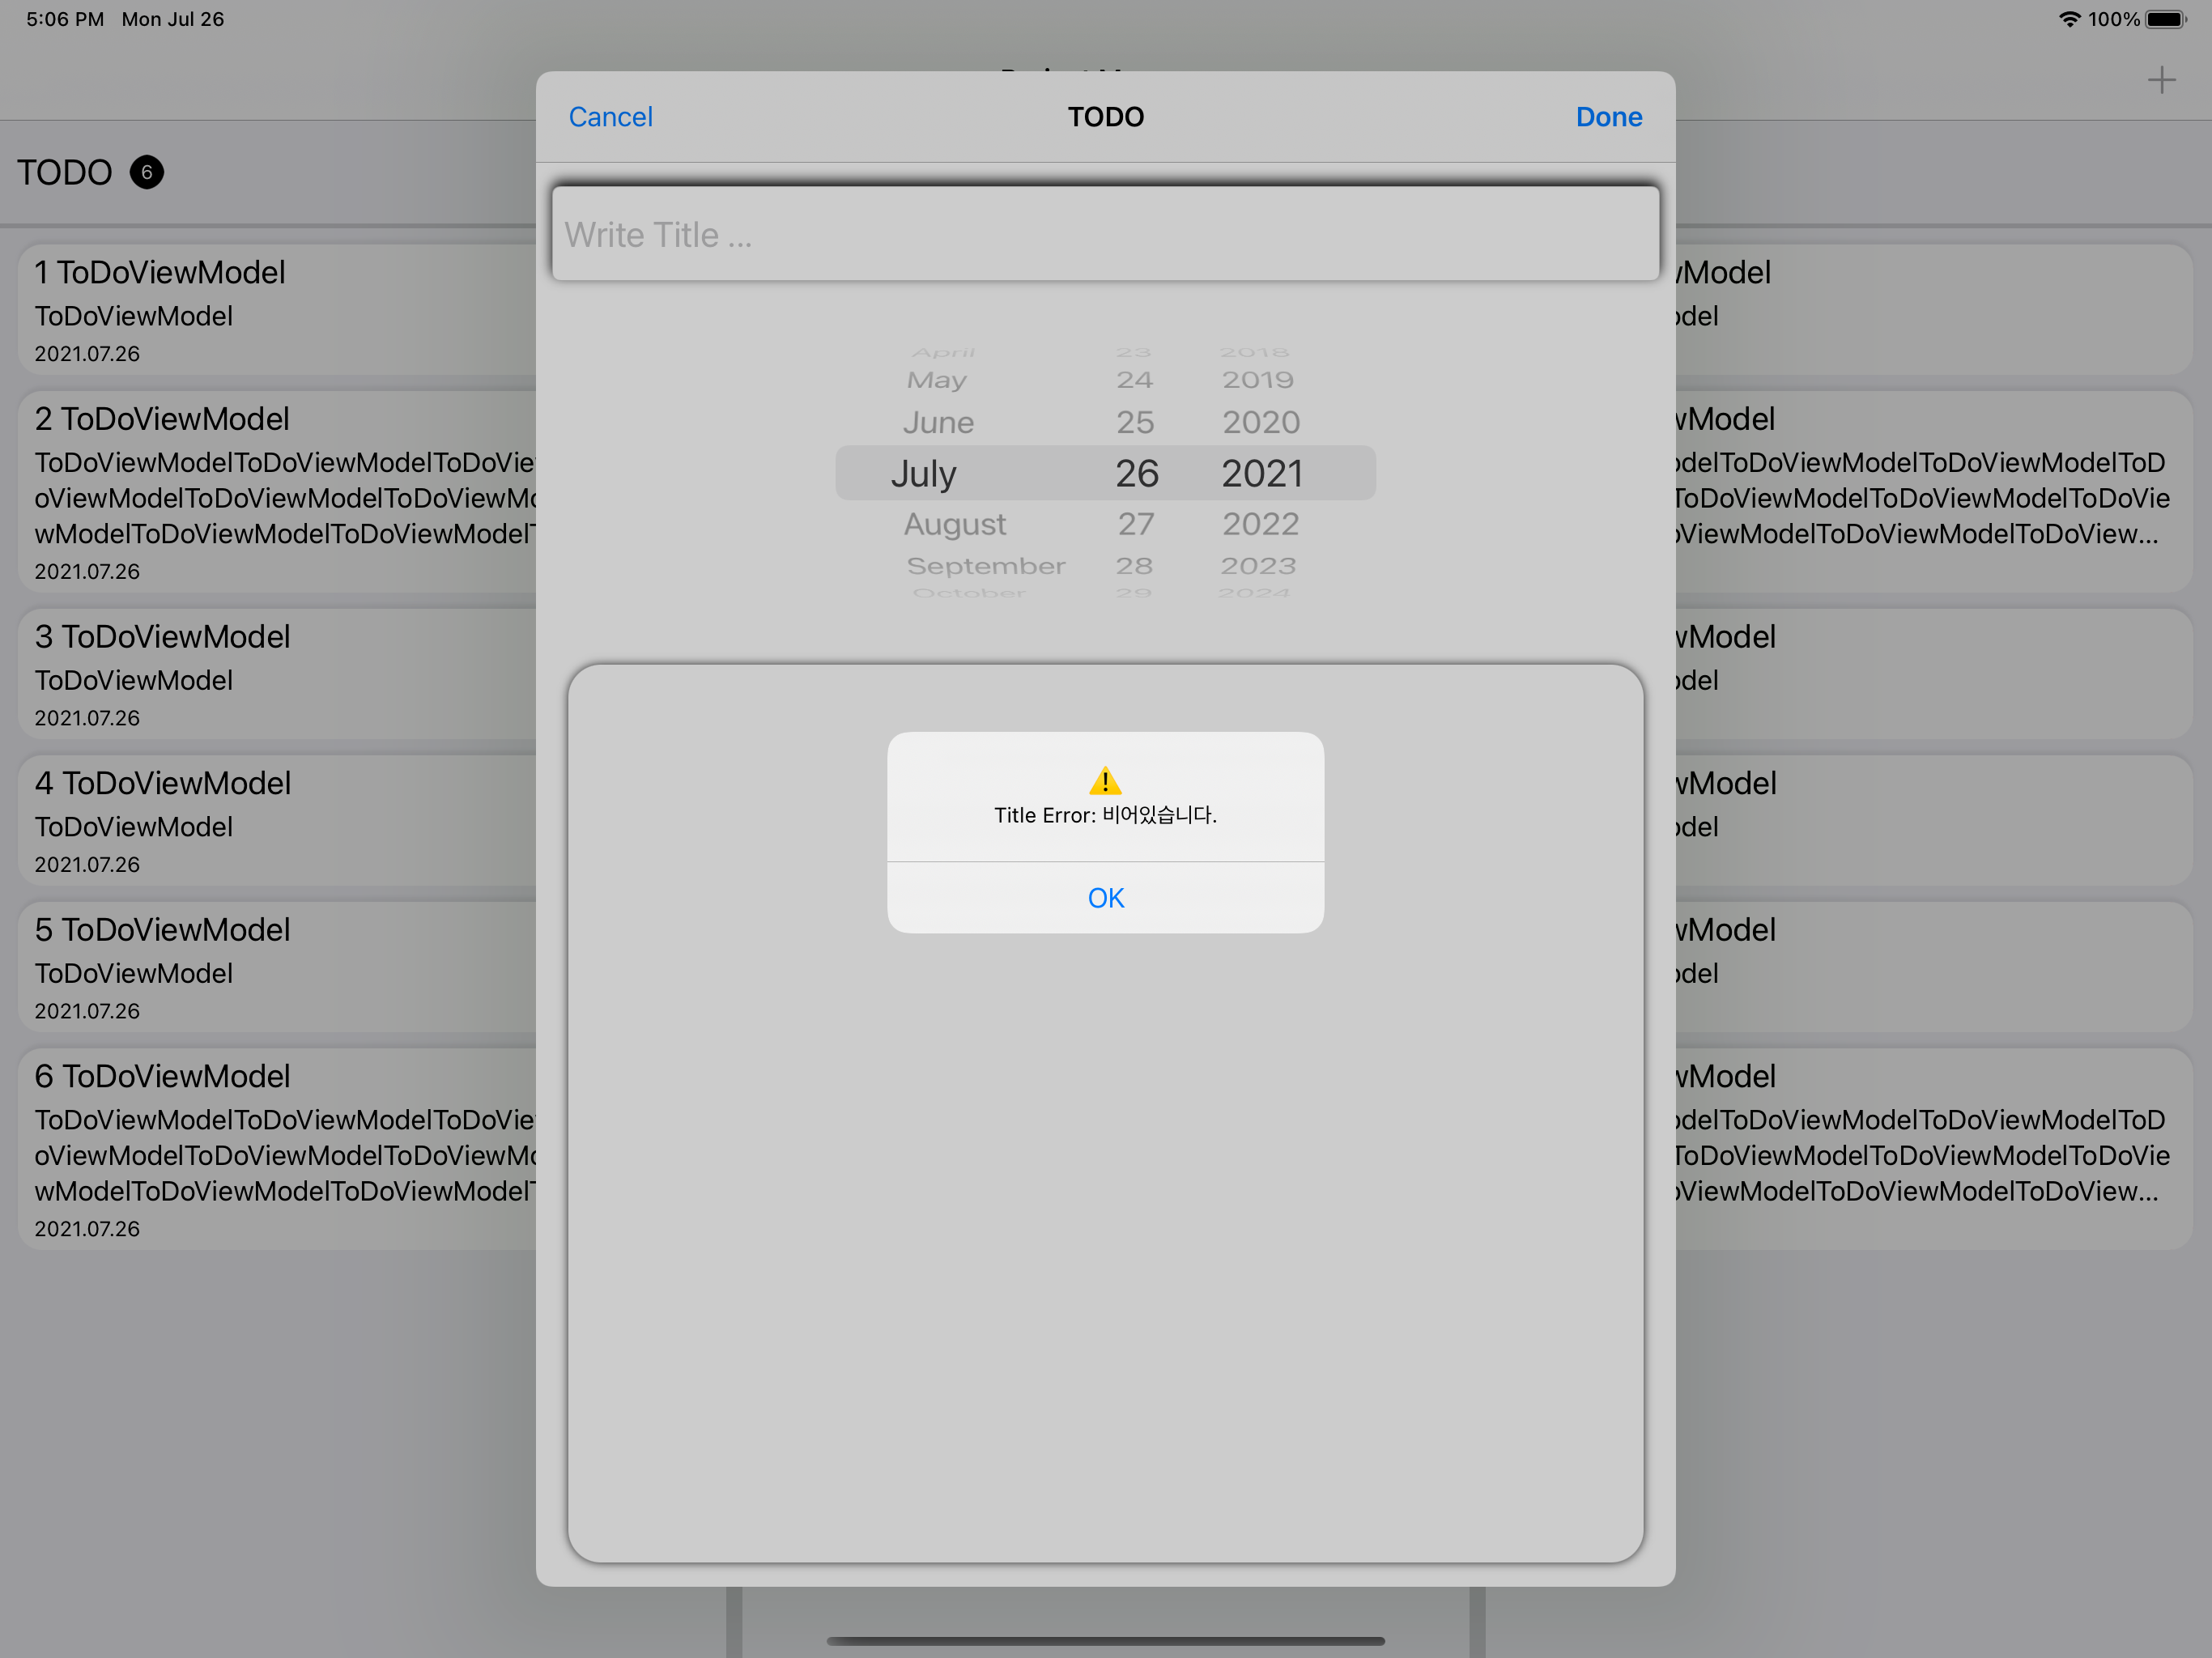 5:06 PM Mon Jul 26
100%
TODO 6
1 ToDoViewModel
ToDoViewModel
2021.07.26
2 ToDoViewModel
ToDoViewModelToDoViewModelToDoVie
oViewModelToDoViewModelToDoViewMo
wModelToDoViewModelToDoViewModel
2021.07.26
3 ToDoViewModel
ToDoViewModel
2021.07.26
4 ToDoViewModel
ToDoViewModel
2021.07.26
5 ToDoViewModel
ToDoViewModel
2021.07.26
6 ToDoViewModel
ToDoViewModelToDoViewModelToDoVie
oViewModelToDoViewModelToDoViewMo
wModelToDoViewModelToDoViewModel
2021.07.26
Cancel TODO Done
Write Title ...
April 23 2018
May 24 2019
June 25 2020
July 26 2021
August 27 2022
September 28 2023
October 29 2024
⚠️
Title Error: 비어있습니다.
OK
wModel
odel
wModel
odelToDoViewModelToDoViewModelToD
ToDoViewModelToDoViewModelToDoVie
oViewModelToDoViewModelToDoView...
wModel
odel
wModel
odel
wModel
odel
wModel
odelToDoViewModelToDoViewModelToD
ToDoViewModelToDoViewModelToDoVie
oViewModelToDoViewModelToDoView...